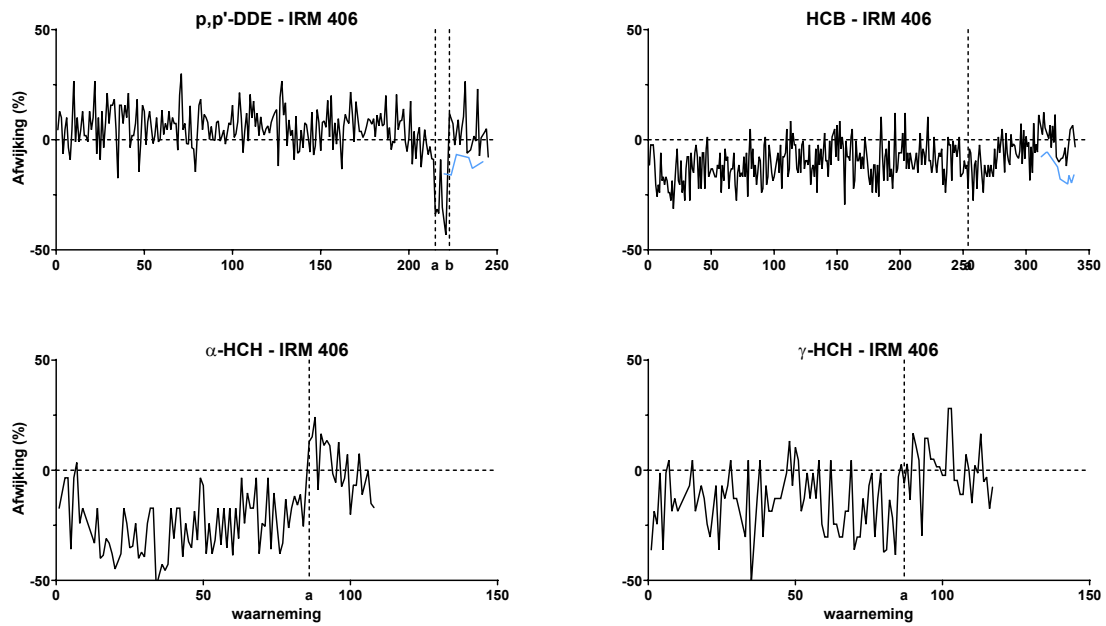 p,p'-DDE - IRM 406
50
0
-50
Afwijking (%)
0 50 100 150 200 a b 250
HCB - IRM 406
50
0
-50
0 50 100 150 200 250 a 300 350
α-HCH - IRM 406
50
0
-50
Afwijking (%)
0 50 a 100 150
waarneming
γ-HCH - IRM 406
50
0
-50
0 50 a 100 150
waarneming